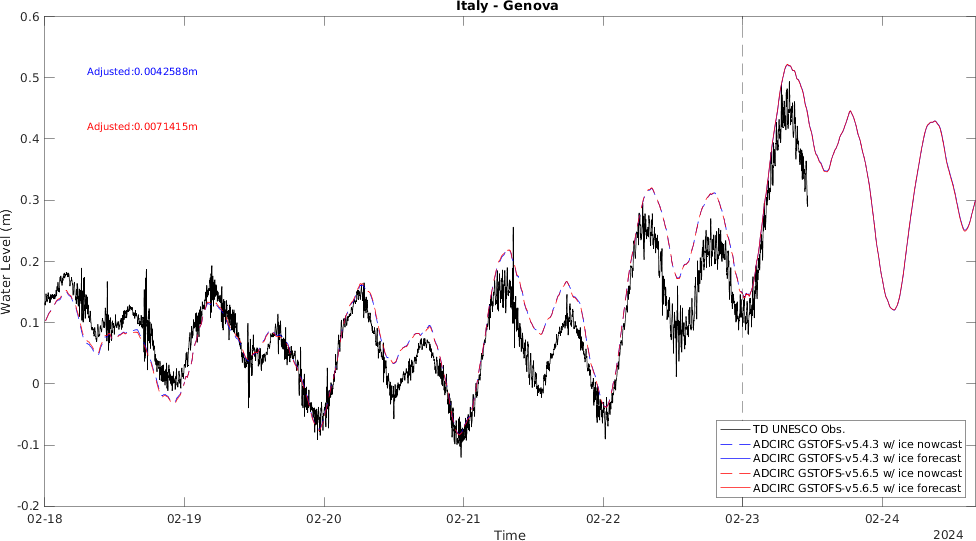 Italy - Genova
0.6
0.5
0.4
0.3
0.2
0.1
0
-0.1
-0.2
Water Level (m)
Adjusted:0.0042588m
Adjusted:0.0071415m
TD UNESCO Obs.
ADCIRC GSTOFS-v5.4.3 w/ ice nowcast
ADCIRC GSTOFS-v5.4.3 w/ ice forecast
ADCIRC GSTOFS-v5.6.5 w/ ice nowcast
ADCIRC GSTOFS-v5.6.5 w/ ice forecast
02-18 02-19 02-20 02-21 02-22 02-23 02-24
Time
2024